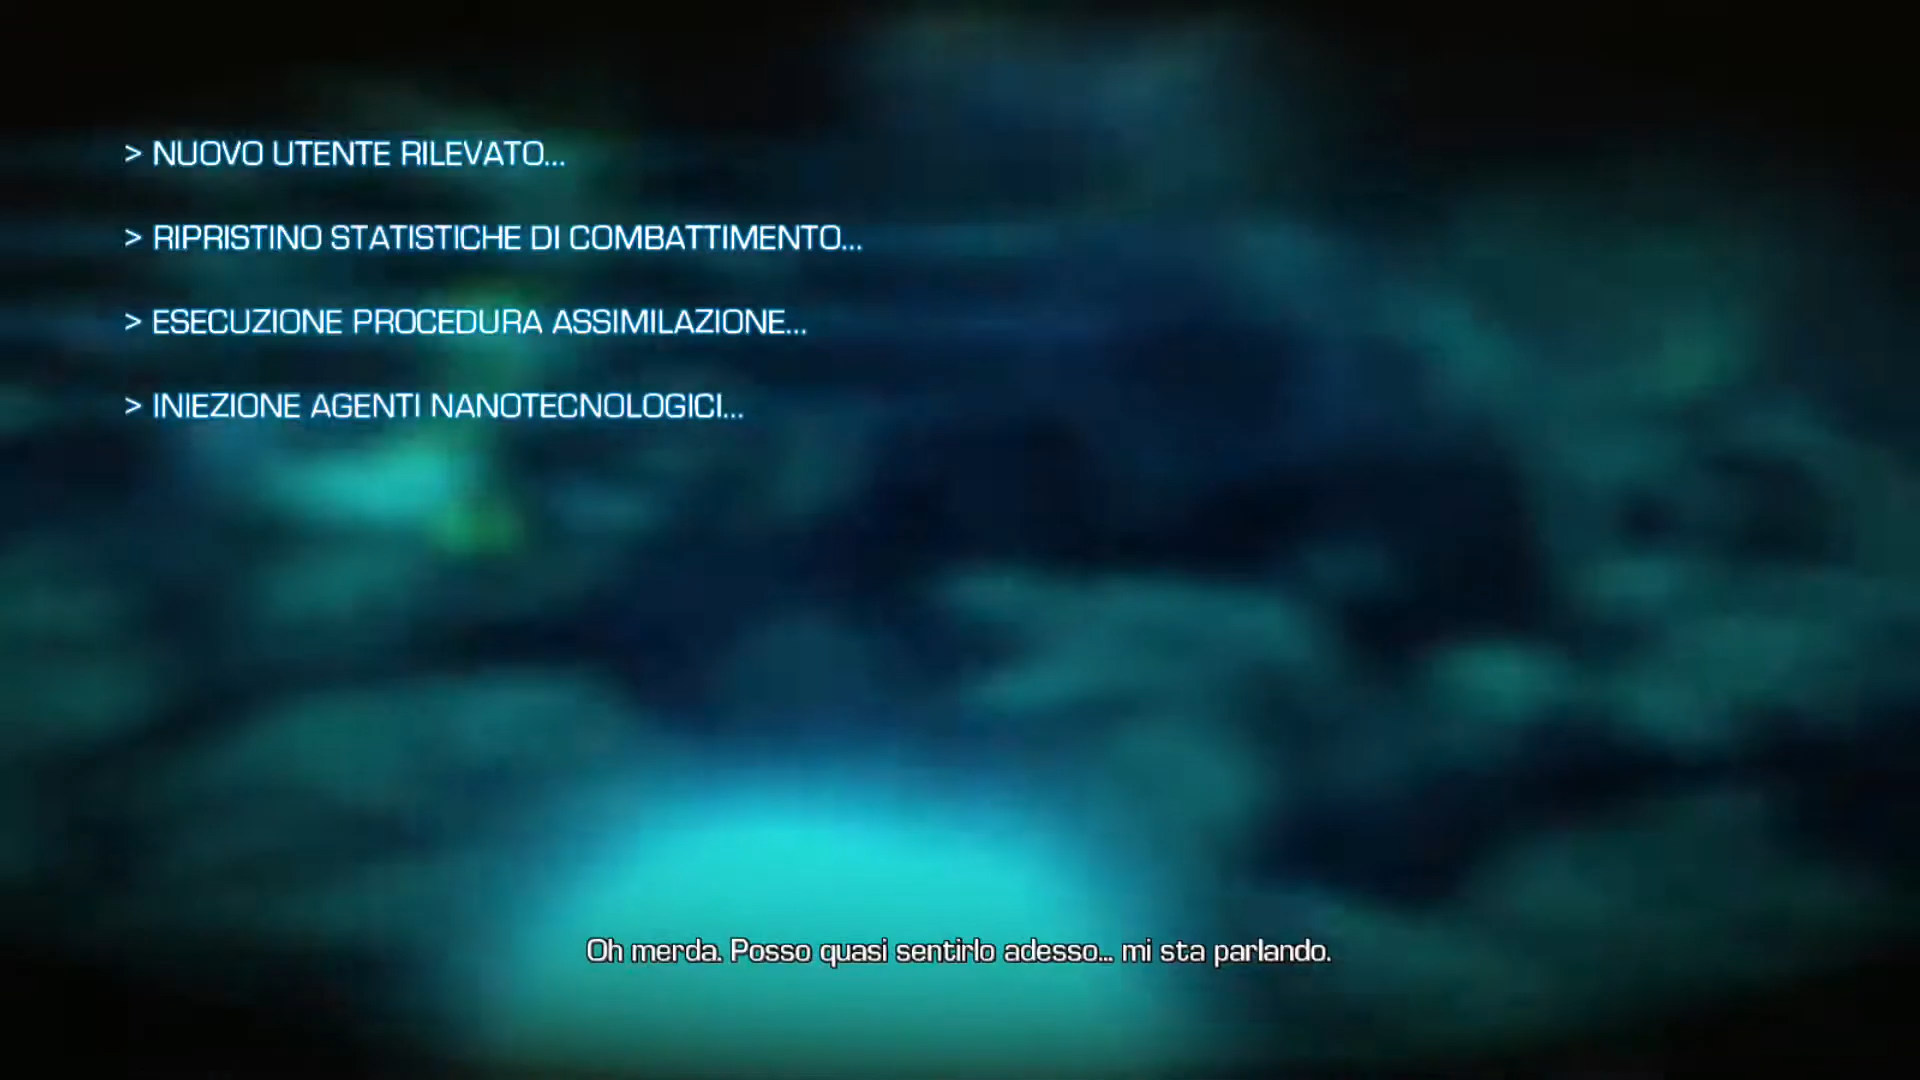 > NUOVO UTENTE RILEVATO...
> RIPRISTINO STATISTICHE DI COMBATTIMENTO...
> ESECUZIONE PROCEDURA ASSIMILAZIONE...
> INIEZIONE AGENTI NANOTECNOLOGICI...
Oh merda. Posso quasi sentirlo adesso... mi sta parlando.